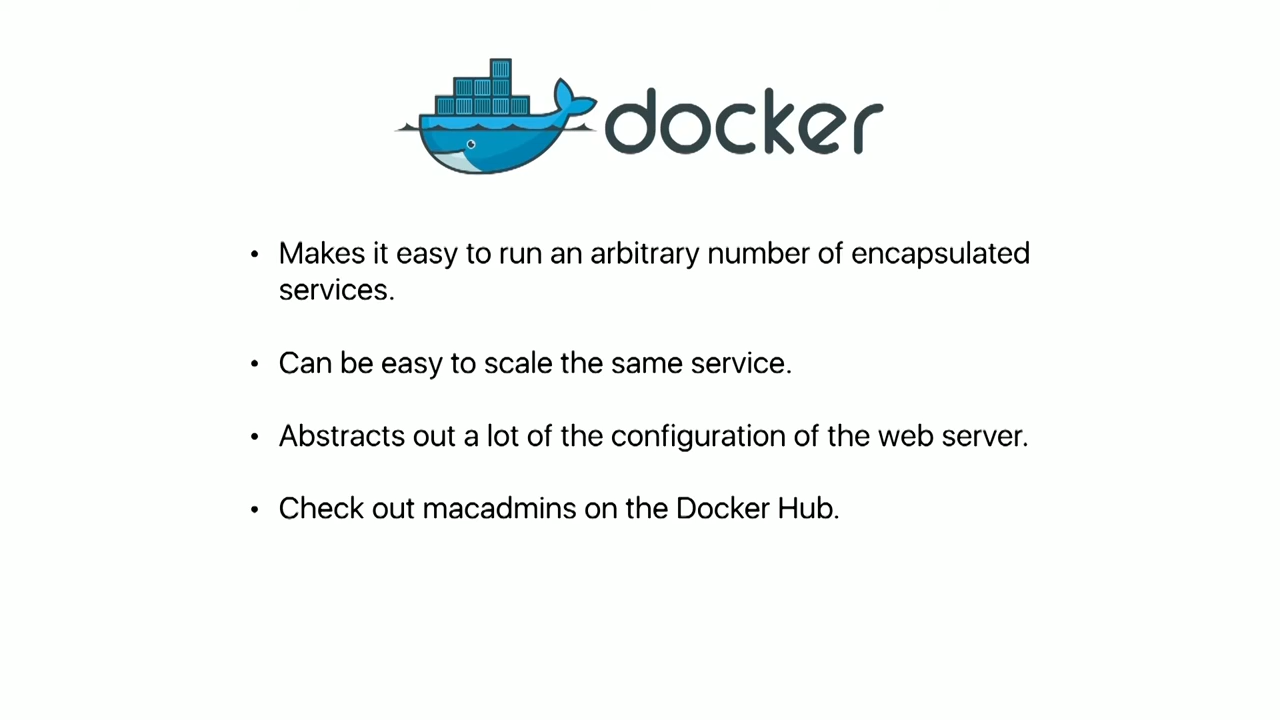 docker
• Makes it easy to run an arbitrary number of encapsulated
services.
• Can be easy to scale the same service.
• Abstracts out a lot of the configuration of the web server.
• Check out macadmins on the Docker Hub.